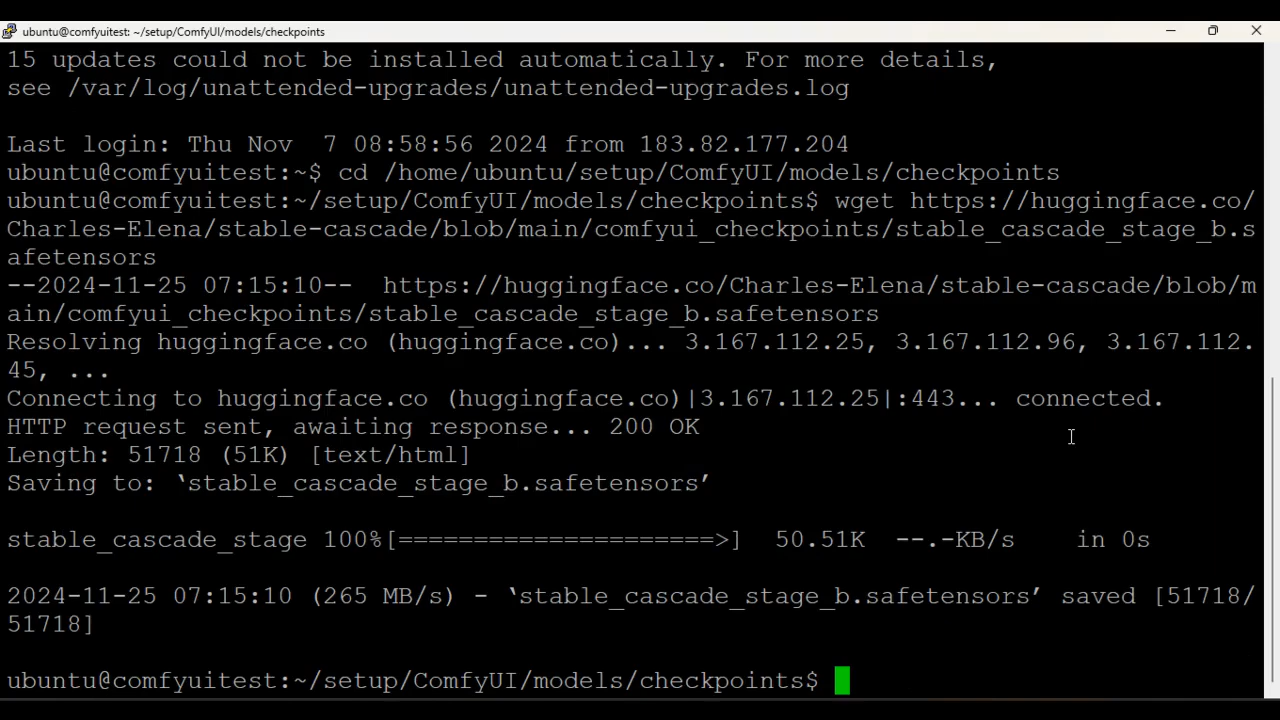 ubuntu@comfyuitest: ~/setup/ComfyUI/models/checkpoints
15 updates could not be installed automatically. For more details,
see /var/log/unattended-upgrades/unattended-upgrades.log
Last login: Thu Nov  7 08:58:56 2024 from 183.82.177.204
ubuntu@comfyuitest:~$ cd /home/ubuntu/setup/ComfyUI/models/checkpoints
ubuntu@comfyuitest:~/setup/ComfyUI/models/checkpoints$ wget https://huggingface.co/
Charles-Elena/stable-cascade/blob/main/comfyui_checkpoints/stable_cascade_stage_b.s
afetensors
--2024-11-25 07:15:10--  https://huggingface.co/Charles-Elena/stable-cascade/blob/m
ain/comfyui_checkpoints/stable_cascade_stage_b.safetensors
Resolving huggingface.co (huggingface.co)... 3.167.112.25, 3.167.112.96, 3.167.112.
45, ...
Connecting to huggingface.co (huggingface.co)|3.167.112.25|:443... connected.
HTTP request sent, awaiting response... 200 OK
Length: 51718 (51K) [text/html]
Saving to: ‘stable_cascade_stage_b.safetensors’
stable_cascade_stage 100%[=====================>]  50.51K  --.-KB/s    in 0s
2024-11-25 07:15:10 (265 MB/s) - ‘stable_cascade_stage_b.safetensors’ saved [51718/
51718]
ubuntu@comfyuitest:~/setup/ComfyUI/models/checkpoints$